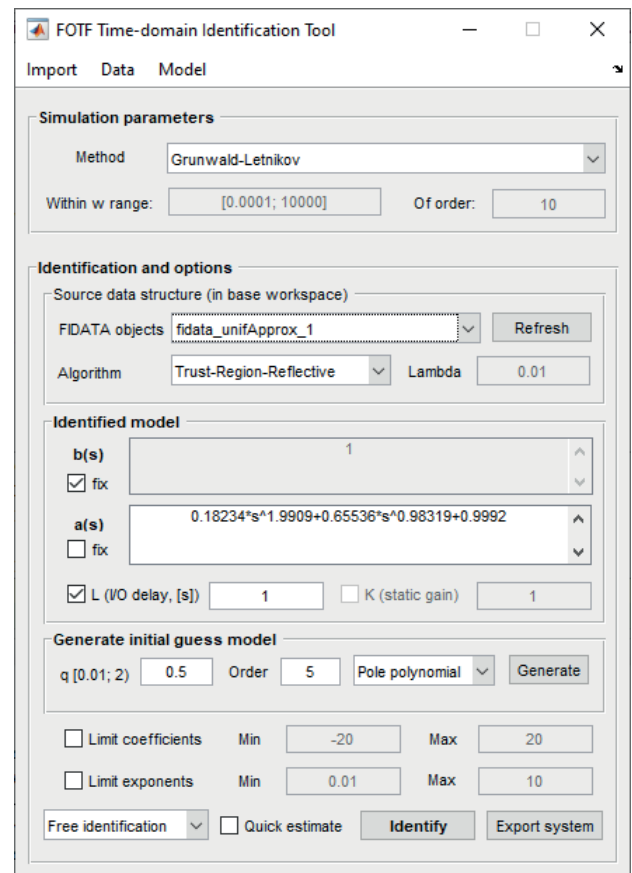 FOTF Time-domain Identification Tool
Import Data Model
Simulation parameters
Method Grunwald-Letnikov
Within w range: [0.0001; 10000] Of order: 10
Identification and options
Source data structure (in base workspace)
FIDATA objects fidata_unifApprox_1 Refresh
Algorithm Trust-Region-Reflective Lambda 0.01
Identified model
b(s) 1
fix
a(s) 0.18234*s^1.9909+0.65536*s^0.98319+0.9992
fix
L (I/O delay, [s]) 1 K (static gain) 1
Generate initial guess model
q [0.01; 2) 0.5 Order 5 Pole polynomial Generate
Limit coefficients Min -20 Max 20
Limit exponents Min 0.01 Max 10
Free identification Quick estimate Identify Export system